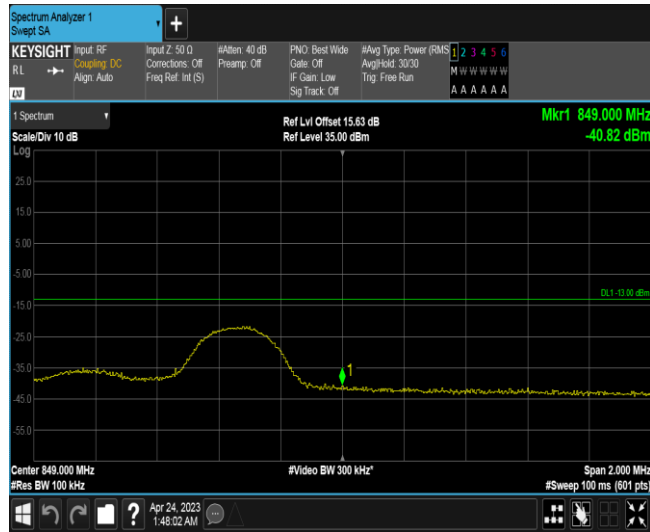 Spectrum Analyzer 1
Swept SA
+
KEYSIGHT Input: RF Input Z: 50 Ω #Atten: 40 dB PNO: Best Wide #Avg Type: Power (RMS 1 2 3 4 5 6
RL Coupling: DC Corrections: Off Preamp: Off Gate: Off Avg|Hold: 30/30 M W W W W W
Align: Auto Freq Ref: Int (S) IF Gain: Low Trig: Free Run
LXI Sig Track: Off A A A A A A
1 Spectrum Ref Lvl Offset 15.63 dB Mkr1 849.000 MHz
Scale/Div 10 dB Ref Level 35.00 dBm -40.82 dBm
Log
25.0
15.0
5.00
-5.00
DL1 -13.00 dBm
-15.0
-25.0
-35.0
1
-45.0
-55.0
Center 849.000 MHz #Video BW 300 kHz* Span 2.000 MHz
#Res BW 100 kHz #Sweep 100 ms (601 pts)
? Apr 24, 2023
1:48:02 AM